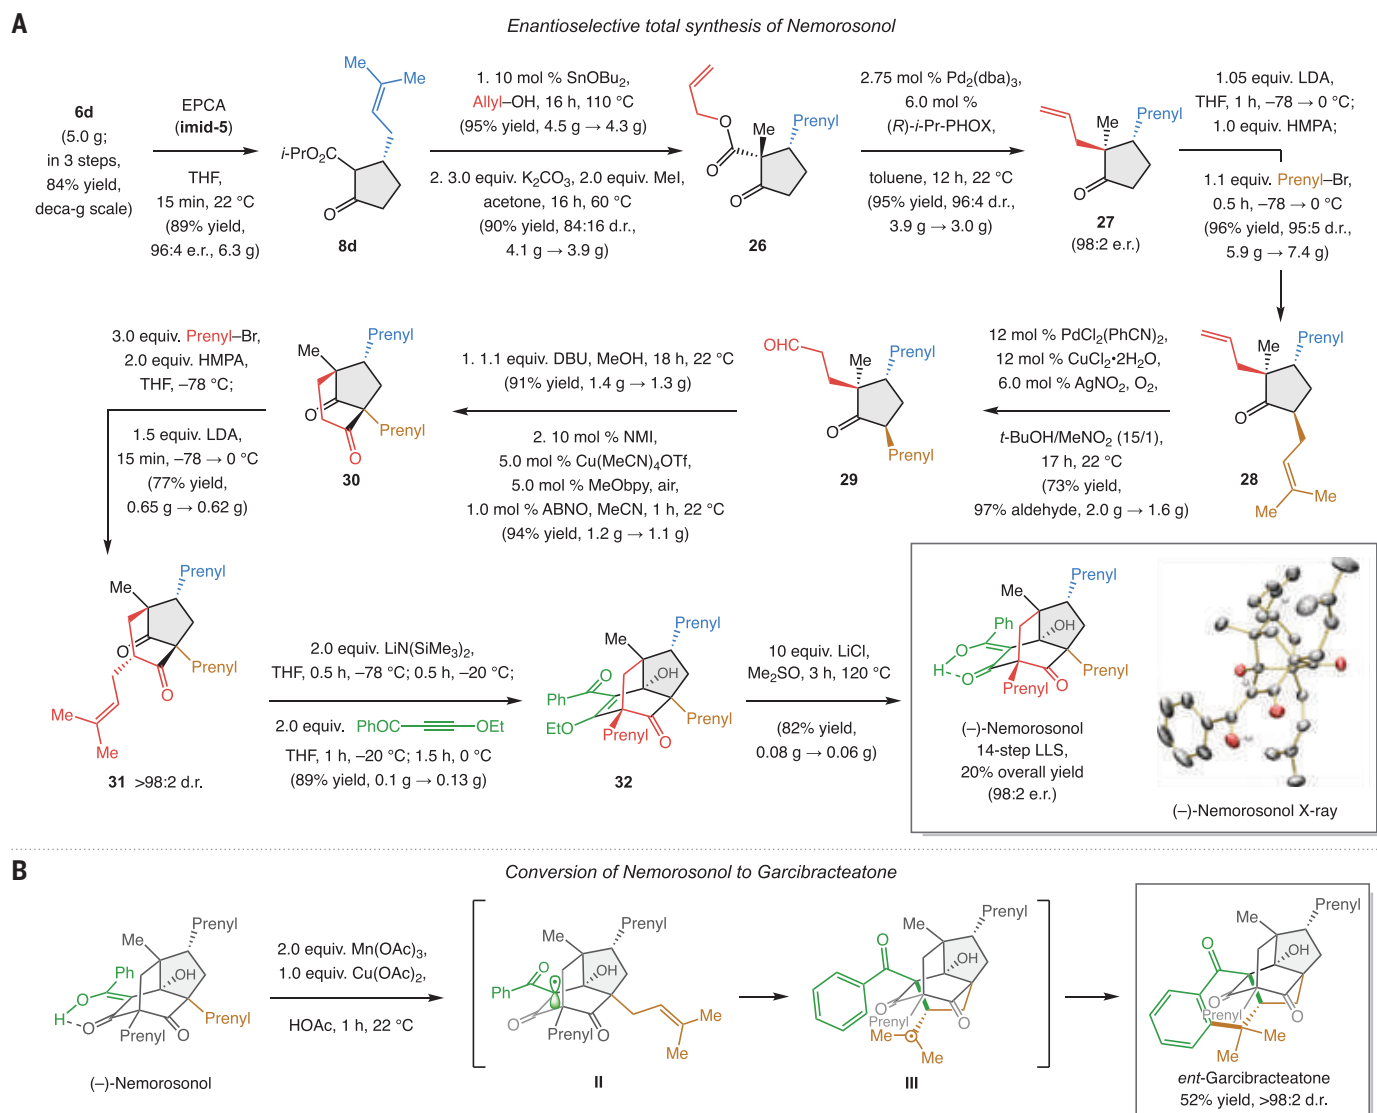 A
Enantioselective total synthesis of Nemorosonol
6d
(5.0 g;
in 3 steps,
84% yield,
deca-g scale)
EPCA
(imid-5)
THF,
15 min, 22 °C
(89% yield,
96:4 e.r., 6.3 g)
Me
Me
i-PrO2C
O
8d
1. 10 mol % SnOBu2,
Allyl–OH, 16 h, 110 °C
(95% yield, 4.5 g → 4.3 g)
2. 3.0 equiv. K2CO3, 2.0 equiv. MeI,
acetone, 16 h, 60 °C
(90% yield, 84:16 d.r.,
4.1 g → 3.9 g)
O
Me
Prenyl
O
O
26
2.75 mol % Pd2(dba)3,
6.0 mol %
(R)-i-Pr-PHOX,
toluene, 12 h, 22 °C
(95% yield, 96:4 d.r.,
3.9 g → 3.0 g)
Me
Prenyl
O
27
(98:2 e.r.)
1.05 equiv. LDA,
THF, 1 h, –78 → 0 °C;
1.0 equiv. HMPA;
1.1 equiv. Prenyl–Br,
0.5 h, –78 → 0 °C
(96% yield, 95:5 d.r.,
5.9 g → 7.4 g)
Me
Prenyl
O
Me
Me
28
12 mol % PdCl2(PhCN)2,
12 mol % CuCl2•2H2O,
6.0 mol % AgNO2, O2,
t-BuOH/MeNO2 (15/1),
17 h, 22 °C
(73% yield,
97% aldehyde, 2.0 g → 1.6 g)
OHC
Me
Prenyl
O
Prenyl
29
1. 1.1 equiv. DBU, MeOH, 18 h, 22 °C
(91% yield, 1.4 g → 1.3 g)
2. 10 mol % NMI,
5.0 mol % Cu(MeCN)4OTf,
5.0 mol % MeObpy, air,
1.0 mol % ABNO, MeCN, 1 h, 22 °C
(94% yield, 1.2 g → 1.1 g)
Prenyl
Me
O
Prenyl
O
30
3.0 equiv. Prenyl–Br,
2.0 equiv. HMPA,
THF, –78 °C;
1.5 equiv. LDA,
15 min, –78 → 0 °C
(77% yield,
0.65 g → 0.62 g)
Prenyl
Me
O
Prenyl
O
Me
Me
31 >98:2 d.r.
2.0 equiv. LiN(SiMe3)2,
THF, 0.5 h, –78 °C; 0.5 h, –20 °C;
2.0 equiv. PhOC OEt
THF, 1 h, –20 °C; 1.5 h, 0 °C
(89% yield, 0.1 g → 0.13 g)
Prenyl
Me
O
OH
Ph
Prenyl
EtO
Prenyl
O
32
10 equiv. LiCl,
Me2SO, 3 h, 120 °C
(82% yield,
0.08 g → 0.06 g)
Prenyl
Me
Ph
OH
O
H
O
Prenyl
Prenyl
O
(–)-Nemorosonol
14-step LLS,
20% overall yield
(98:2 e.r.)
(–)-Nemorosonol X-ray
B
Conversion of Nemorosonol to Garcibracteatone
Prenyl
Me
Ph
OH
O
H
O
Prenyl
Prenyl
O
(–)-Nemorosonol
2.0 equiv. Mn(OAc)3,
1.0 equiv. Cu(OAc)2,
HOAc, 1 h, 22 °C
Prenyl
Me
O
OH
Ph
O
Prenyl
O
Me
Me
II
Prenyl
Me
O
OH
O
Prenyl
O
Me
Me
III
Prenyl
Me
O
OH
O
Prenyl
O
Me
Me
ent-Garcibracteatone
52% yield, >98:2 d.r.